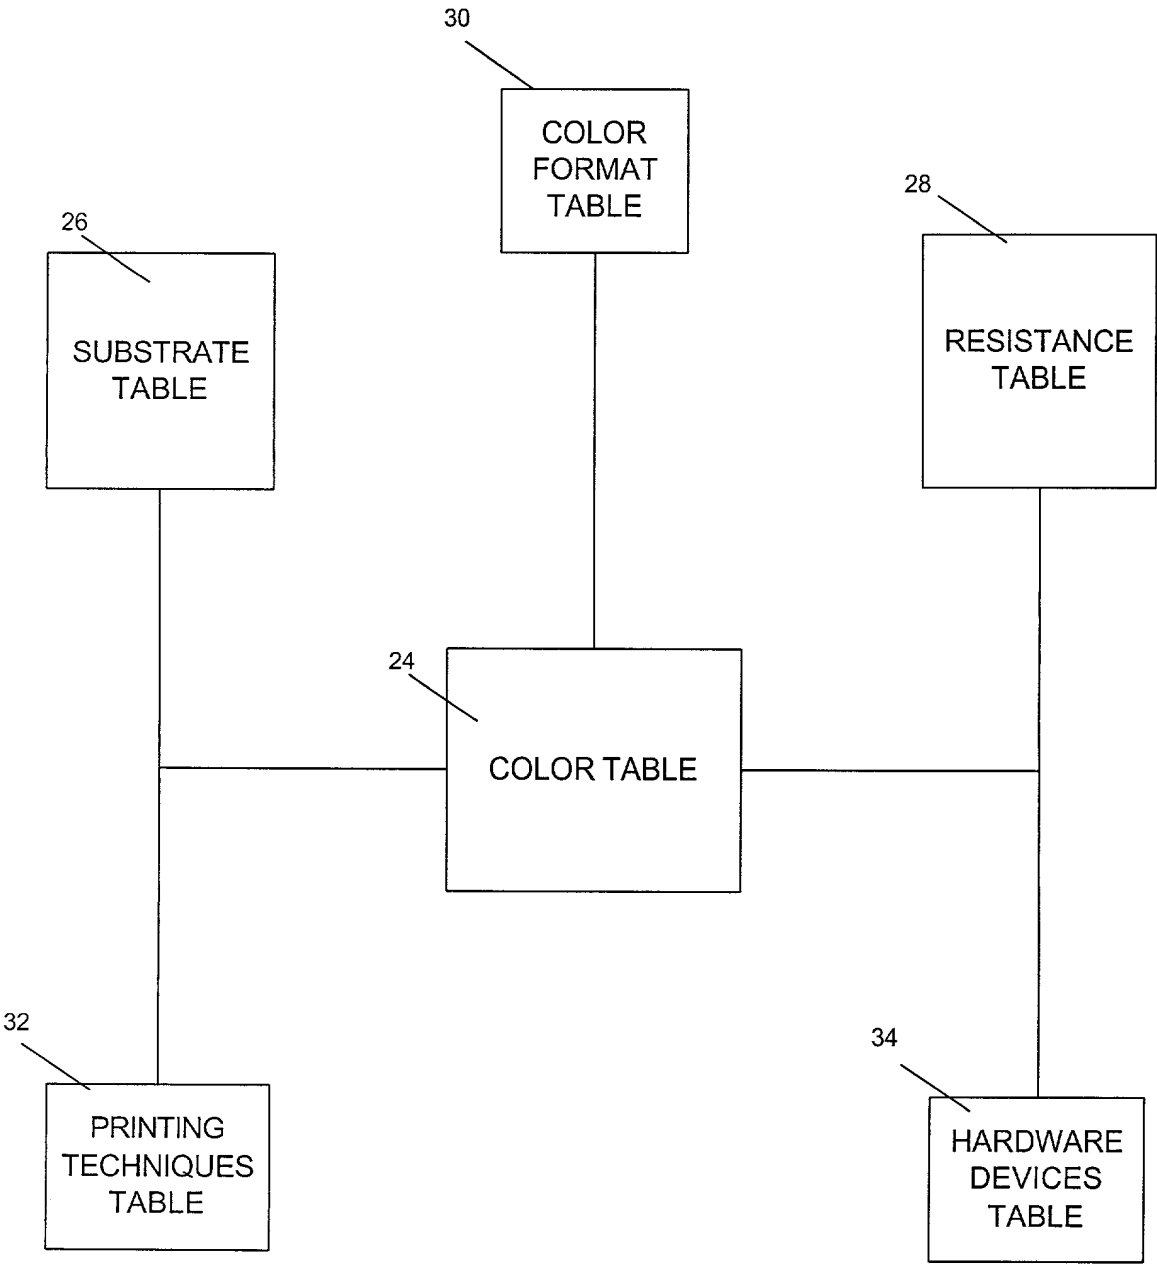 30
COLOR
FORMAT
TABLE
28
26
RESISTANCE
TABLE
SUBSTRATE
TABLE
24
COLOR TABLE
32
PRINTING
TECHNIQUES
TABLE
34
HARDWARE
DEVICES
TABLE